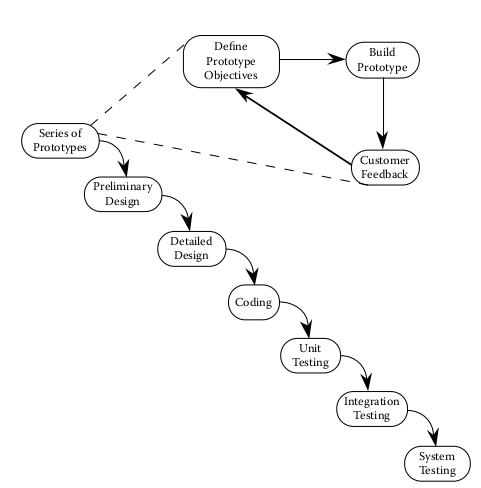 Define
Prototype
Objectives
Build
Prototype
Series of
Prototypes
Customer
Feedback
Preliminary
Design
Detailed
Design
Coding
Unit
Testing
Integration
Testing
System
Testing